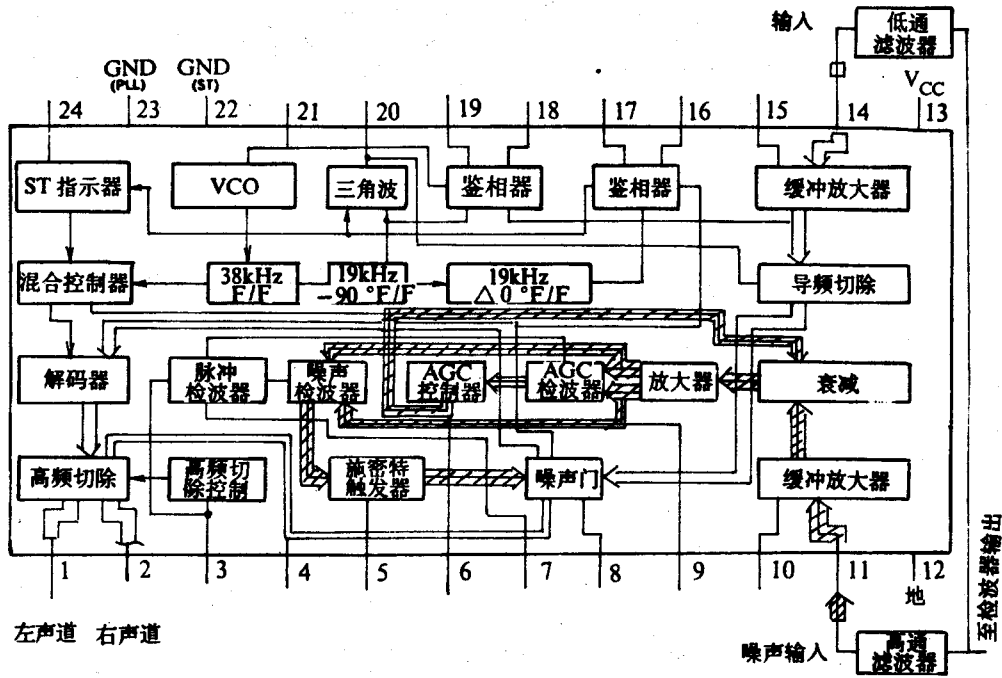 输入
低通
滤波器
GND
(PLL)
GND
(ST)
VCC
24
23
22
21
20
19
18
17
16
15
14
13
ST 指示器
VCO
三角波
鉴相器
鉴相器
缓冲放大器
混合控制器
38kHz
F/F
19kHz
-90 °F/F
19kHz
△ 0 °F/F
导频切除
解码器
脉冲
检波器
噪声
检波器
AGC
控制器
AGC
检波器
放大器
衰减
高频切除
高频切
除控制
施密特
触发器
噪声门
缓冲放大器
1
2
3
4
5
6
7
8
9
10
11
12
地
左声道
右声道
噪声输入
高通
滤波器
至检波器输出